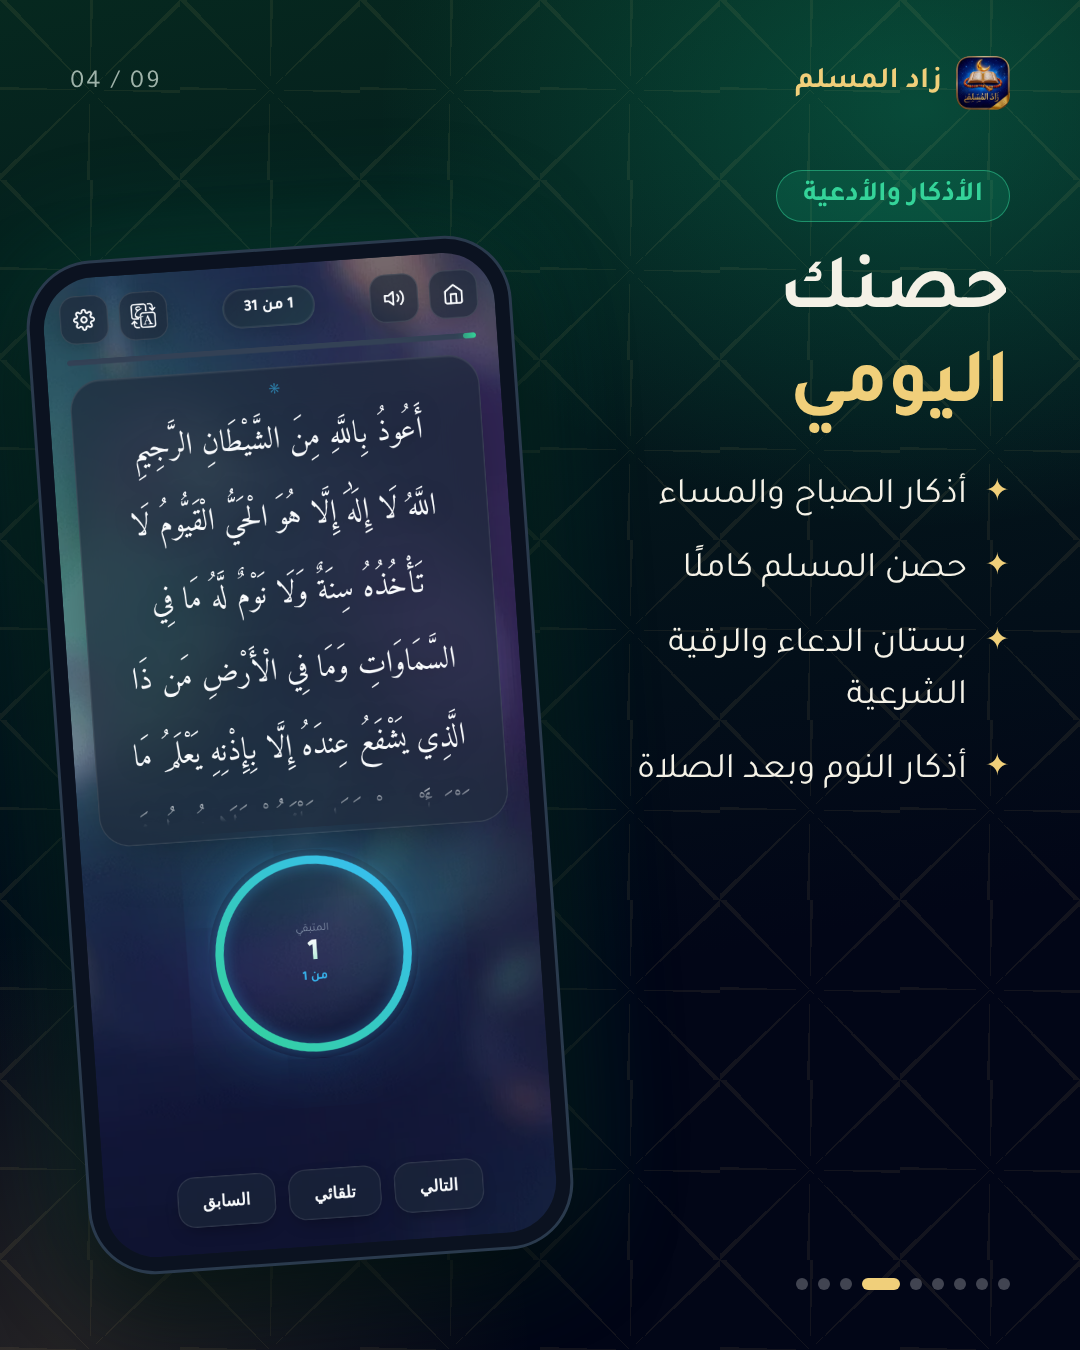 زاد المسلم
04 / 09
الأذكار والأدعية
حصنك
اليومي
✦ أذكار الصباح والمساء
✦ حصن المسلم كاملًا
✦ بستان الدعاء والرقية
الشرعية
✦ أذكار النوم وبعد الصلاة
1 من 31
أَعُوذُ بِاللَّهِ مِنَ الشَّيْطَانِ الرَّجِيمِ
اللَّهُ لَا إِلَٰهَ إِلَّا هُوَ الْحَيُّ الْقَيُّومُ لَا
تَأْخُذُهُ سِنَةٌ وَلَا نَوْمٌ لَّهُ مَا فِي
السَّمَاوَاتِ وَمَا فِي الْأَرْضِ مَن ذَا
الَّذِي يَشْفَعُ عِندَهُ إِلَّا بِإِذْنِهِ يَعْلَمُ مَا
المتبقي
1
من 1
التالي
تلقائي
السابق